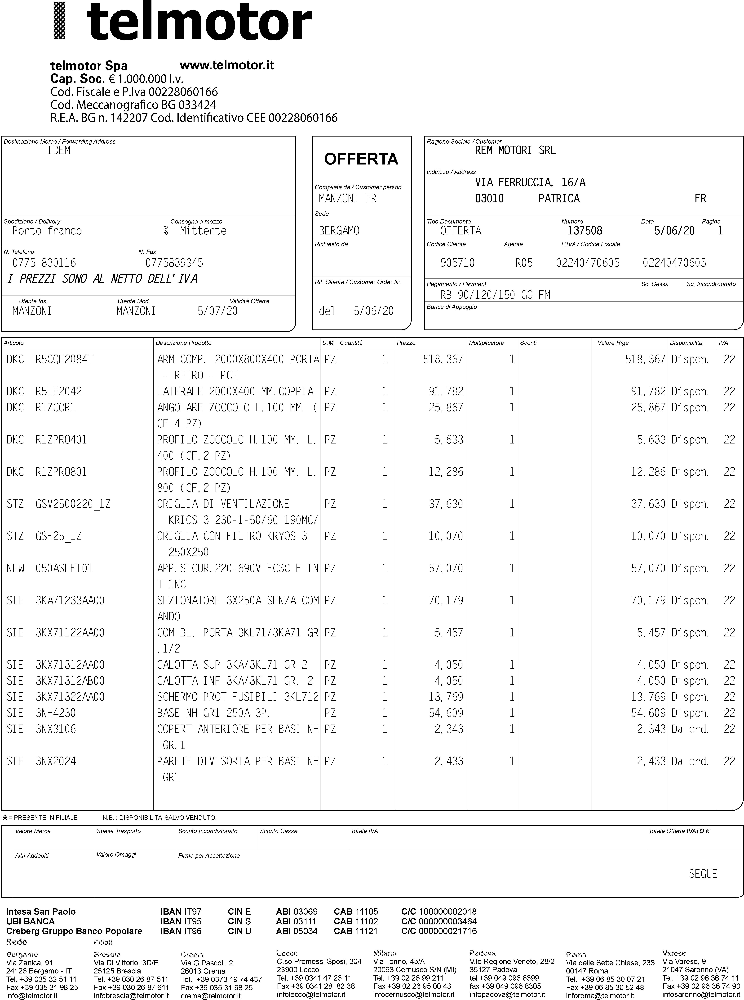 telmotor
telmotor Spa www.telmotor.it
Cap. Soc. € 1.000.000 I.v.
Cod. Fiscale e P.Iva 00228060166
Cod. Meccanografico BG 033424
R.E.A. BG n. 142207 Cod. Identificativo CEE 00228060166
Destinazione Merce / Forwarding Address
IDEM
Spedizione / Delivery Consegna a mezzo
Porto franco % Mittente
N. Telefono N. Fax
0775 830116 0775839345
I PREZZI SONO AL NETTO DELL'IVA
Utente Ins. Utente Mod. Validità Offerta
MANZONI MANZONI 5/07/20
OFFERTA
Compilata da / Customer person
MANZONI FR
Sede
BERGAMO
Richiesto da
Rif. Cliente / Customer Order Nr.
del 5/06/20
Ragione Sociale / Customer
REM MOTORI SRL
Indirizzo / Address
VIA FERRUCCIA, 16/A
03010 PATRICA FR
Tipo Documento Numero Data Pagina
OFFERTA 137508 5/06/20 1
Codice Cliente Agente P.IVA / Codice Fiscale
905710 R05 02240470605 02240470605
Pagamento / Payment Sc. Cassa Sc. Incondizionato
RB 90/120/150 GG FM
Banca di Appoggio
Articolo Descrizione Prodotto U.M. Quantità Prezzo Moltiplicatore Sconti Valore Riga Disponibilità IVA
DKC R5CQE2084T ARM COMP. 2000X800X400 PORTA PZ 1 518,367 1 518,367 Dispon. 22
- RETRO - PCE
DKC R5LE2042 LATERALE 2000X400 MM.COPPIA PZ 1 91,782 1 91,782 Dispon. 22
DKC R1ZCOR1 ANGOLARE ZOCCOLO H.100 MM. ( PZ 1 25,867 1 25,867 Dispon. 22
CF.4 PZ)
DKC R1ZPRO401 PROFILO ZOCCOLO H.100 MM. L. PZ 1 5,633 1 5,633 Dispon. 22
400 (CF.2 PZ)
DKC R1ZPRO801 PROFILO ZOCCOLO H.100 MM. L. PZ 1 12,286 1 12,286 Dispon. 22
800 (CF.2 PZ)
STZ GSV2500220_1Z GRIGLIA DI VENTILAZIONE PZ 1 37,630 1 37,630 Dispon. 22
KRIOS 3 230-1-50/60 190MC/
STZ GSF25_1Z GRIGLIA CON FILTRO KRYOS 3 PZ 1 10,070 1 10,070 Dispon. 22
250X250
NEW 050ASLFI01 APP.SICUR.220-690V FC3C F IN PZ 1 57,070 1 57,070 Dispon. 22
T 1NC
SIE 3KA71233AA00 SEZIONATORE 3X250A SENZA COM PZ 1 70,179 1 70,179 Dispon. 22
ANDO
SIE 3KX71122AA00 COM BL. PORTA 3KL71/3KA71 GR PZ 1 5,457 1 5,457 Dispon. 22
.1/2
SIE 3KX71312AA00 CALOTTA SUP 3KA/3KL71 GR 2 PZ 1 4,050 1 4,050 Dispon. 22
SIE 3KX71312AB00 CALOTTA INF 3KA/3KL71 GR. 2 PZ 1 4,050 1 4,050 Dispon. 22
SIE 3KX71322AA00 SCHERMO PROT FUSIBILI 3KL712 PZ 1 13,769 1 13,769 Dispon. 22
SIE 3NH4230 BASE NH GR1 250A 3P. PZ 1 54,609 1 54,609 Dispon. 22
SIE 3NX3106 COPERT ANTERIORE PER BASI NH PZ 1 2,343 1 2,343 Da ord. 22
GR.1
SIE 3NX2024 PARETE DIVISORIA PER BASI NH PZ 1 2,433 1 2,433 Da ord. 22
GR1
* = PRESENTE IN FILIALE N.B. : DISPONIBILITA' SALVO VENDUTO.
Valore Merce Spese Trasporto Sconto Incondizionato Sconto Cassa Totale IVA Totale Offerta IVATO €
Altri Addebiti Valore Omaggi Firma per Accettazione
SEGUE
Intesa San Paolo IBAN IT97 CIN E ABI 03069 CAB 11105 C/C 100000002018
UBI BANCA IBAN IT95 CIN S ABI 03111 CAB 11102 C/C 000000003464
Creberg Gruppo Banco Popolare IBAN IT96 CIN U ABI 05034 CAB 11121 C/C 000000021716
Sede Filiali
Bergamo
Via Zanica, 91
24126 Bergamo - IT
Tel. +39 035 32 51 11
Fax +39 035 31 98 25
info@telmotor.it
Brescia
Via Di Vittorio, 3D/E
25125 Brescia
Tel. +39 030 26 87 511
Fax +39 030 26 87 611
infobrescia@telmotor.it
Crema
Via G.Pascoli, 2
26013 Crema
Tel. +39 0373 19 74 437
Fax +39 035 31 98 25
crema@telmotor.it
Lecco
C.so Promessi Sposi, 30/I
23900 Lecco
Tel. +39 0341 47 26 11
Fax +39 0341 28 82 38
infolecco@telmotor.it
Milano
Via Torino, 45/A
20063 Cernusco S/N (MI)
Tel. +39 02 26 99 211
Fax +39 02 26 95 00 43
infocernusco@telmotor.it
Padova
V.le Regione Veneto, 28/2
35127 Padova
tel +39 049 096 8399
fax +39 049 096 8305
infopadova@telmotor.it
Roma
Via delle Sette Chiese, 233
00147 Roma
Tel. +39 06 85 30 07 21
Fax +39 06 85 30 52 48
inforoma@telmotor.it
Varese
Via Varese, 9
21047 Saronno (VA)
Tel. +39 02 96 36 74 11
Fax +39 02 96 36 74 90
infosaronno@telmotor.it